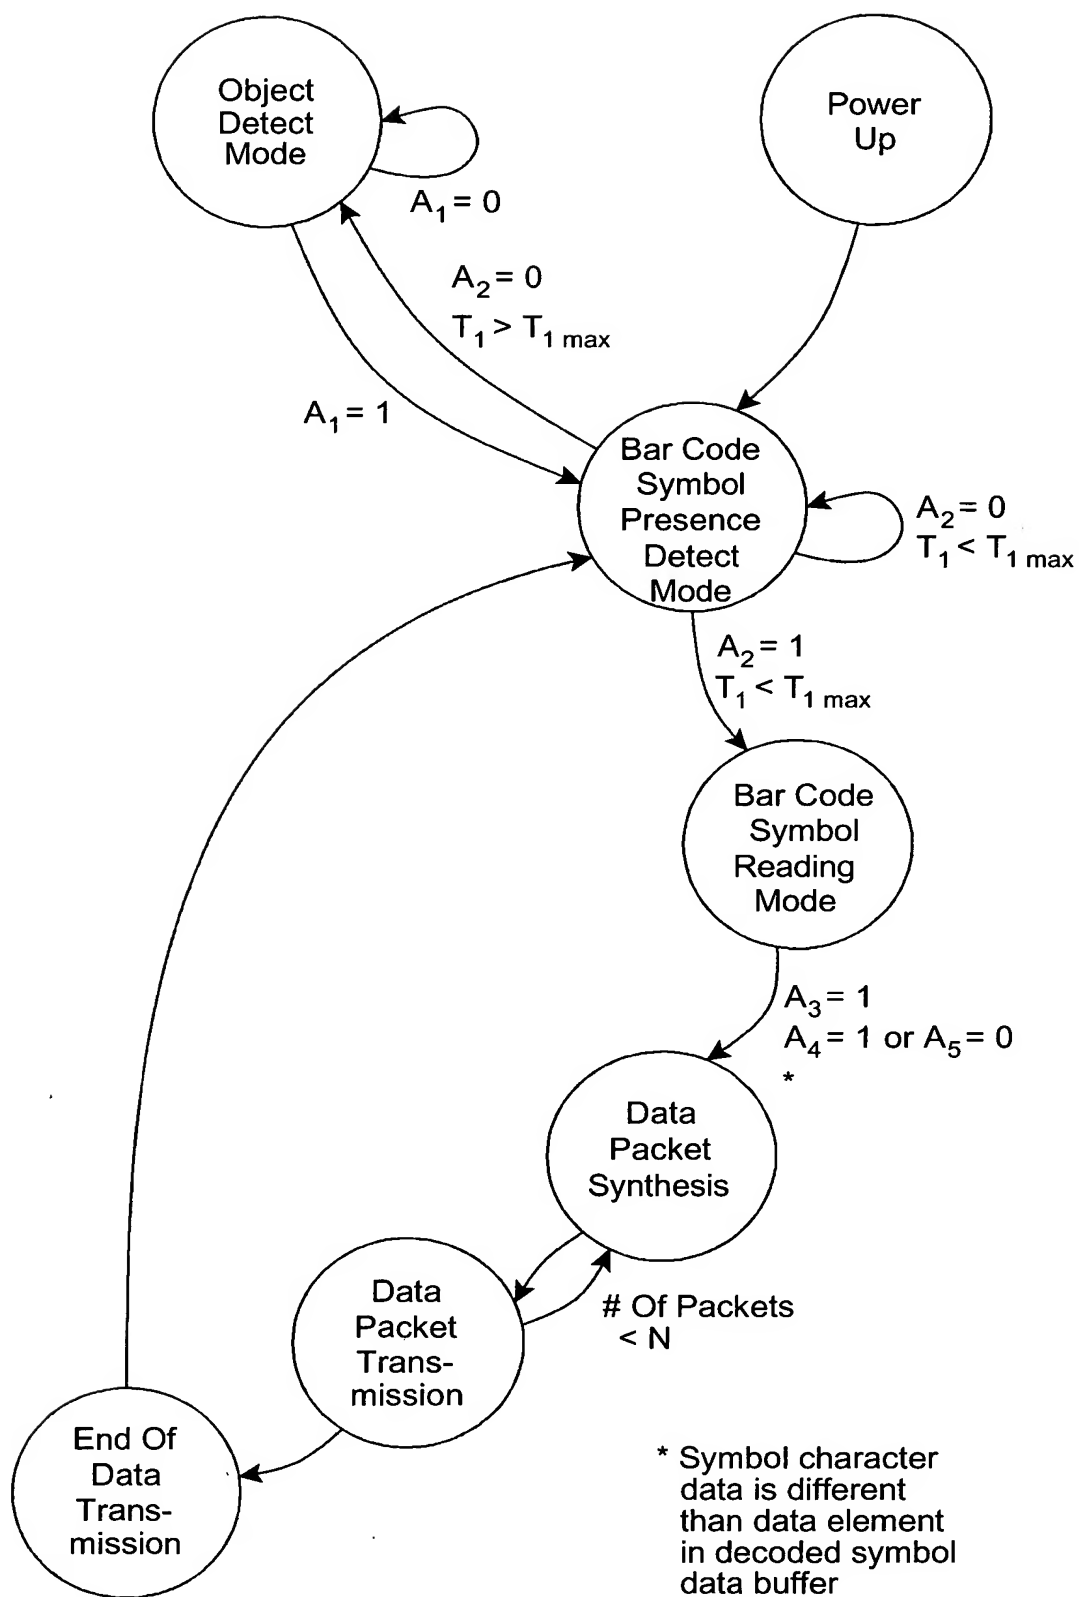 Object
Detect
Mode
Power
Up
A₁ = 0
A₂ = 0
T₁ > T₁ max
A₁ = 1
Bar Code
Symbol
Presence
Detect
Mode
A₂ = 0
T₁ < T₁ max
A₂ = 1
T₁ < T₁ max
Bar Code
Symbol
Reading
Mode
A₃ = 1
A₄ = 1 or A₅ = 0
*
Data
Packet
Synthesis
# Of Packets
< N
Data
Packet
Trans-
mission
End Of
Data
Trans-
mission
* Symbol character
data is different
than data element
in decoded symbol
data buffer